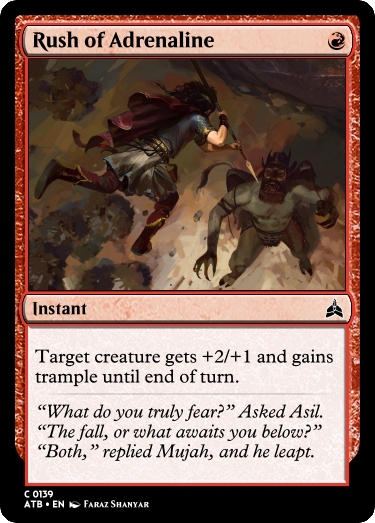 Rush of Adrenaline
Instant
Target creature gets +2/+1 and gains
trample until end of turn.
“What do you truly fear?” Asked Asil.
“The fall, or what awaits you below?”
“Both,” replied Mujah, and he leapt.
C 0139
ATB • EN Faraz Shanyar